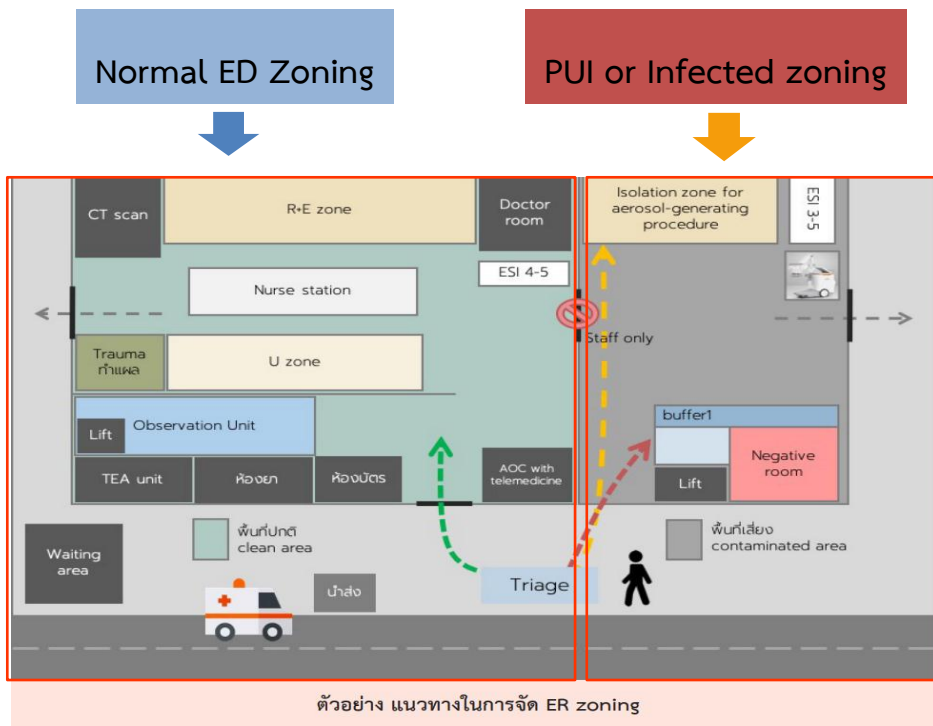 Normal ED Zoning
PUI or Infected zoning
CT scan
R+E zone
Doctor
room
Isolation zone for
aerosol-generating
procedure
ESI 3-5
ESI 4-5
Nurse station
Staff only
Trauma
ทำแผล
U zone
Lift
Observation Unit
buffer1
Negative
room
Lift
TEA unit
ห้องยา
ห้องบัตร
AOC with
telemedicine
Waiting
area
พื้นที่ปกติ
clean area
พื้นที่เสี่ยง
contaminated area
นำส่ง
Triage
ตัวอย่าง แนวทางในการจัด ER zoning